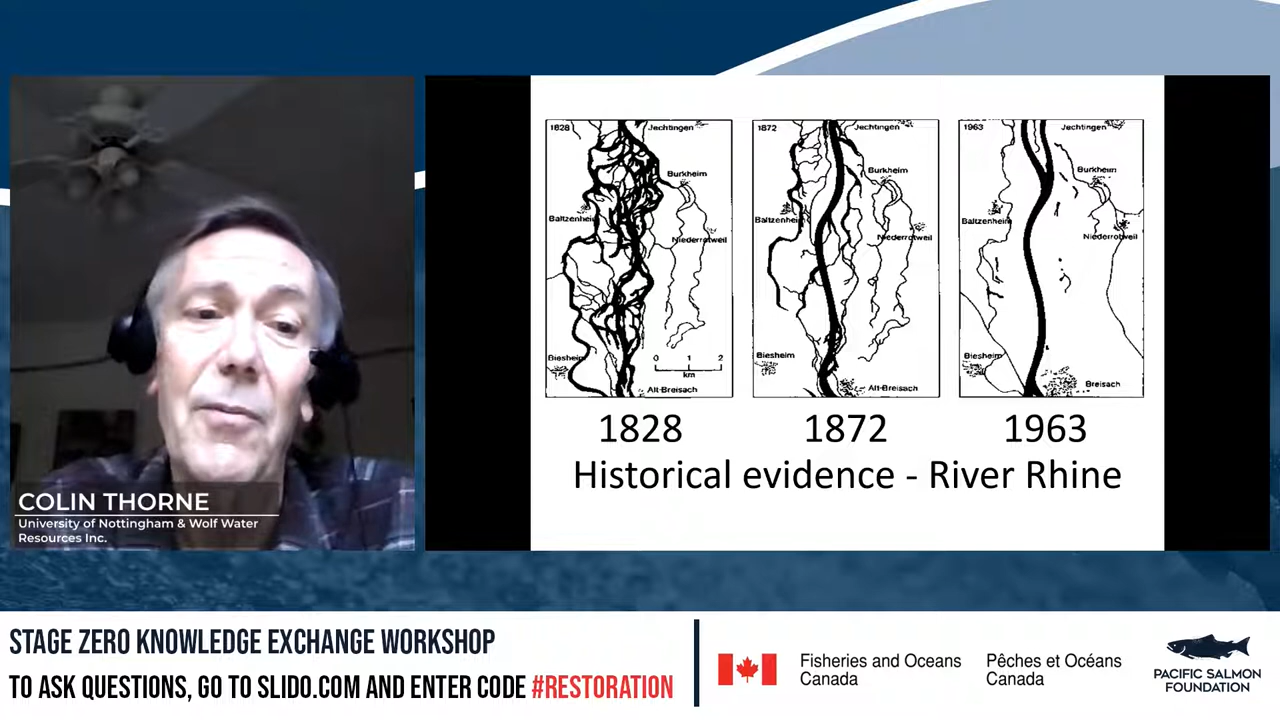 COLIN THORNE
University of Nottingham & Wolf Water
Resources Inc.
1828
Jechtingen
Burkheim
Baltzenheim
Niederrotweil
0 1 2
km
Biesheim
Alt-Breisach
1872
Jechtingen
Burkheim
Baltzenheim
Niederrotweil
Biesheim
Alt-Breisach
1963
Jechtingen
Burkheim
Baltzenheim
Niederrotweil
Biesheim
Breisach
1828 1872 1963
Historical evidence - River Rhine
STAGE ZERO KNOWLEDGE EXCHANGE WORKSHOP
TO ASK QUESTIONS, GO TO SLIDO.COM AND ENTER CODE #RESTORATION
Fisheries and Oceans
Canada
Pêches et Océans
Canada
PACIFIC SALMON
FOUNDATION